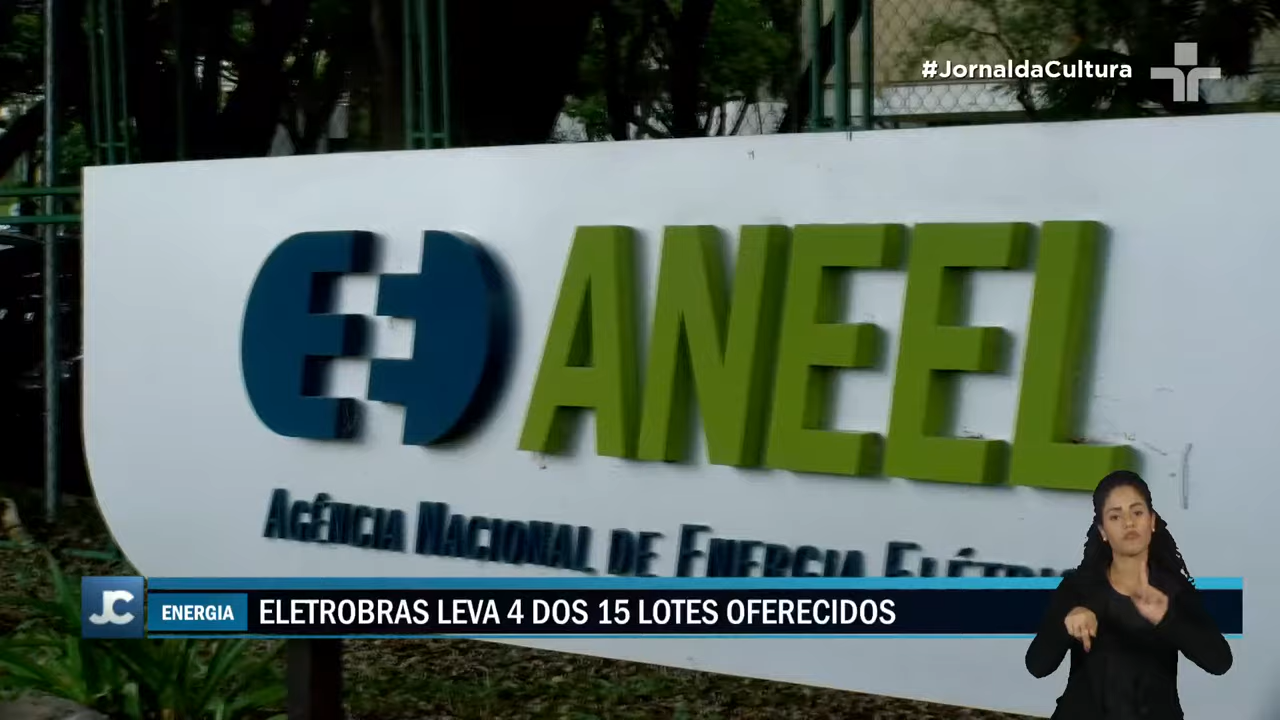 #JornaldaCultura
ANEEL
AGÊNCIA NACIONAL DE ENERGIA
JC
ENERGIA
ELETROBRAS LEVA 4 DOS 15 LOTES OFERECIDOS